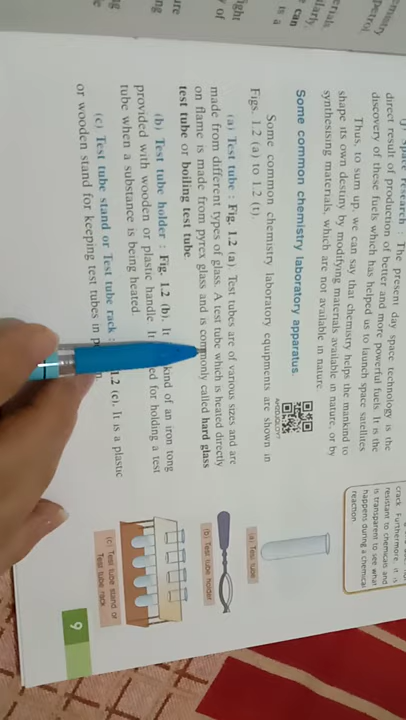 space research : The present day space technology is the
direct result of production of better and more powerful fuels. It is the
discovery of these fuels which has helped us to launch space satellites
Thus, to sum up, we can say that chemistry helps the mankind to
shape its own destiny, by modifying materials available in nature, or by
synthesising materials, which are not available in nature.
Some common chemistry laboratory apparatus.
Some common chemistry laboratory equipments are shown in
Figs. 1.2 (a) to 1.2 (t).
(a) Test tube : Fig. 1.2 (a). Test tubes are of various sizes and are
made from different types of glass. A test tube which is heated directly
on flame is made from pyrex glass and is commonly called hard glass
test tube or boiling test tube.
(b) Test tube holder : Fig. 1.2 (b). It kind of an iron tong
provided with wooden or plastic handle. It for holding a test
tube when a substance is being heated.
(c) Test tube stand or Test tube rack : 1.2 (c). It is a plastic
or wooden stand for keeping test tubes in
crack. Furthermore, it is
resistant to chemicals and
is transparent to see what
happens during a chemical
reaction.
(a) Test tube
(b) Test tube holder
(c) Test tube stand or
Test tube rack
9